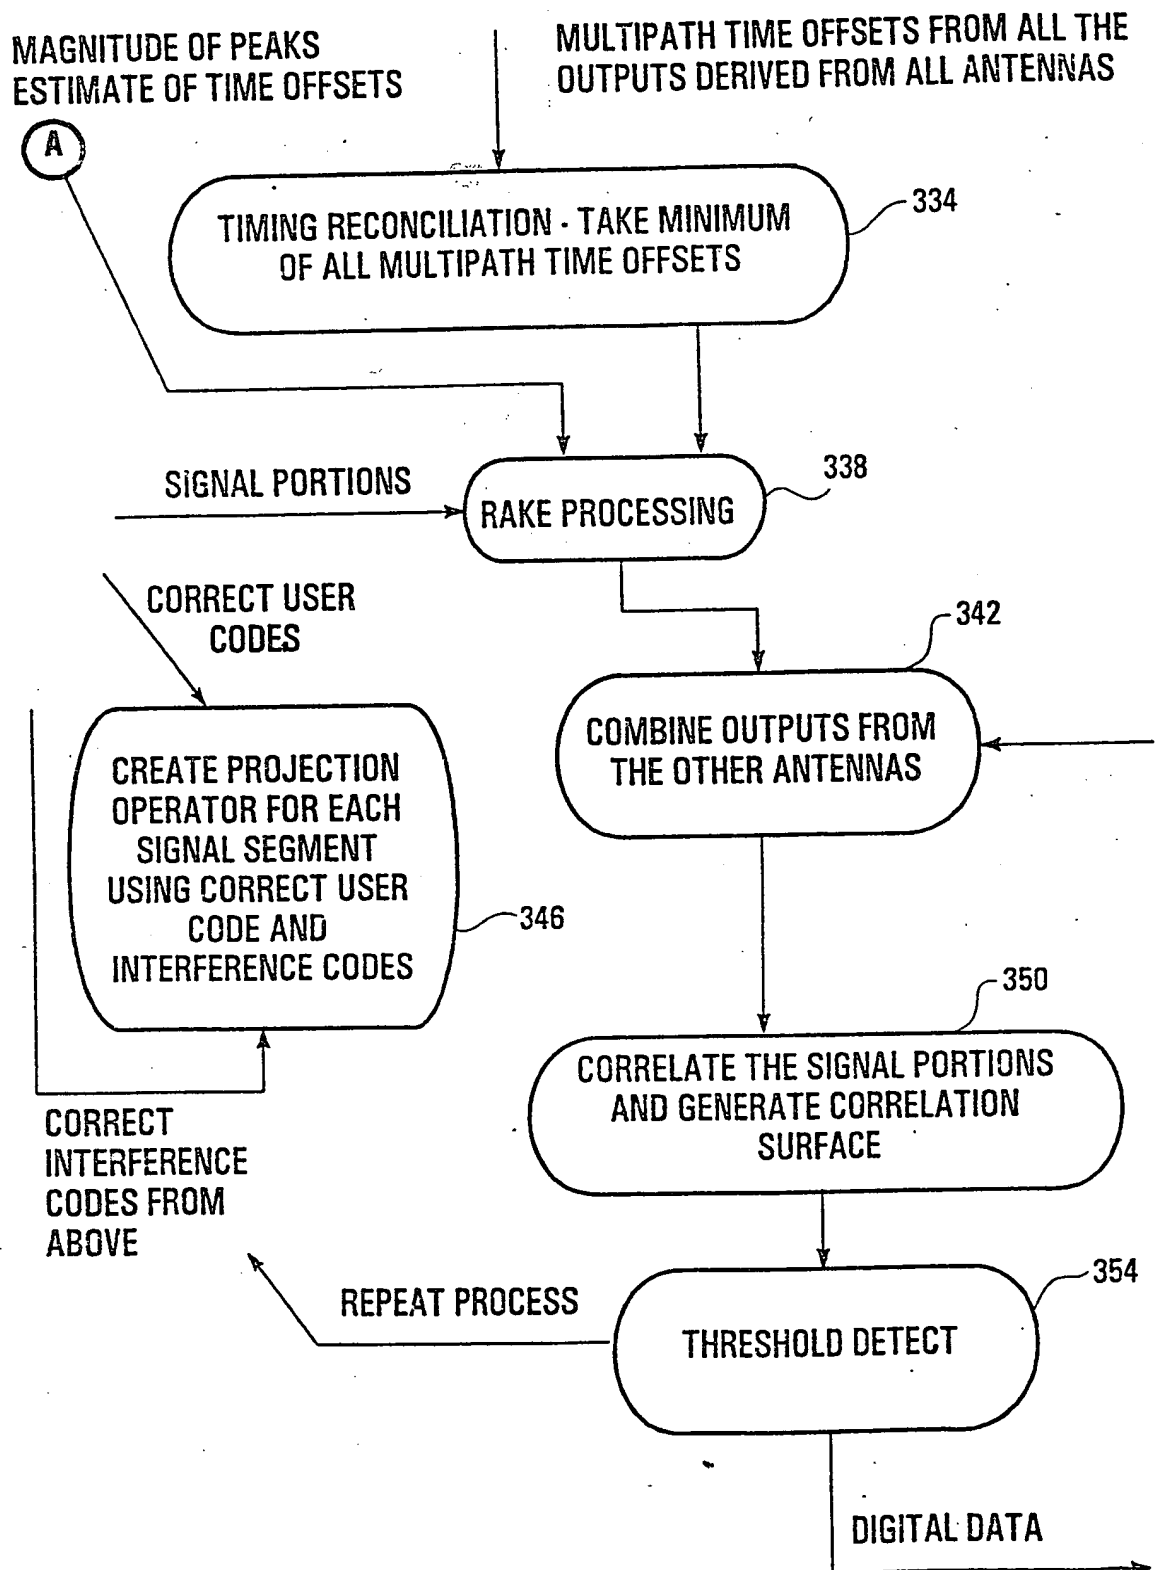 MAGNITUDE OF PEAKS
ESTIMATE OF TIME OFFSETS
MULTIPATH TIME OFFSETS FROM ALL THE
OUTPUTS DERIVED FROM ALL ANTENNAS
A
TIMING RECONCILIATION - TAKE MINIMUM
OF ALL MULTIPATH TIME OFFSETS
334
SIGNAL PORTIONS
RAKE PROCESSING
338
CORRECT USER
CODES
342
COMBINE OUTPUTS FROM
THE OTHER ANTENNAS
CREATE PROJECTION
OPERATOR FOR EACH
SIGNAL SEGMENT
USING CORRECT USER
CODE AND
INTERFERENCE CODES
346
350
CORRELATE THE SIGNAL PORTIONS
AND GENERATE CORRELATION
SURFACE
CORRECT
INTERFERENCE
CODES FROM
ABOVE
REPEAT PROCESS
354
THRESHOLD DETECT
DIGITAL DATA